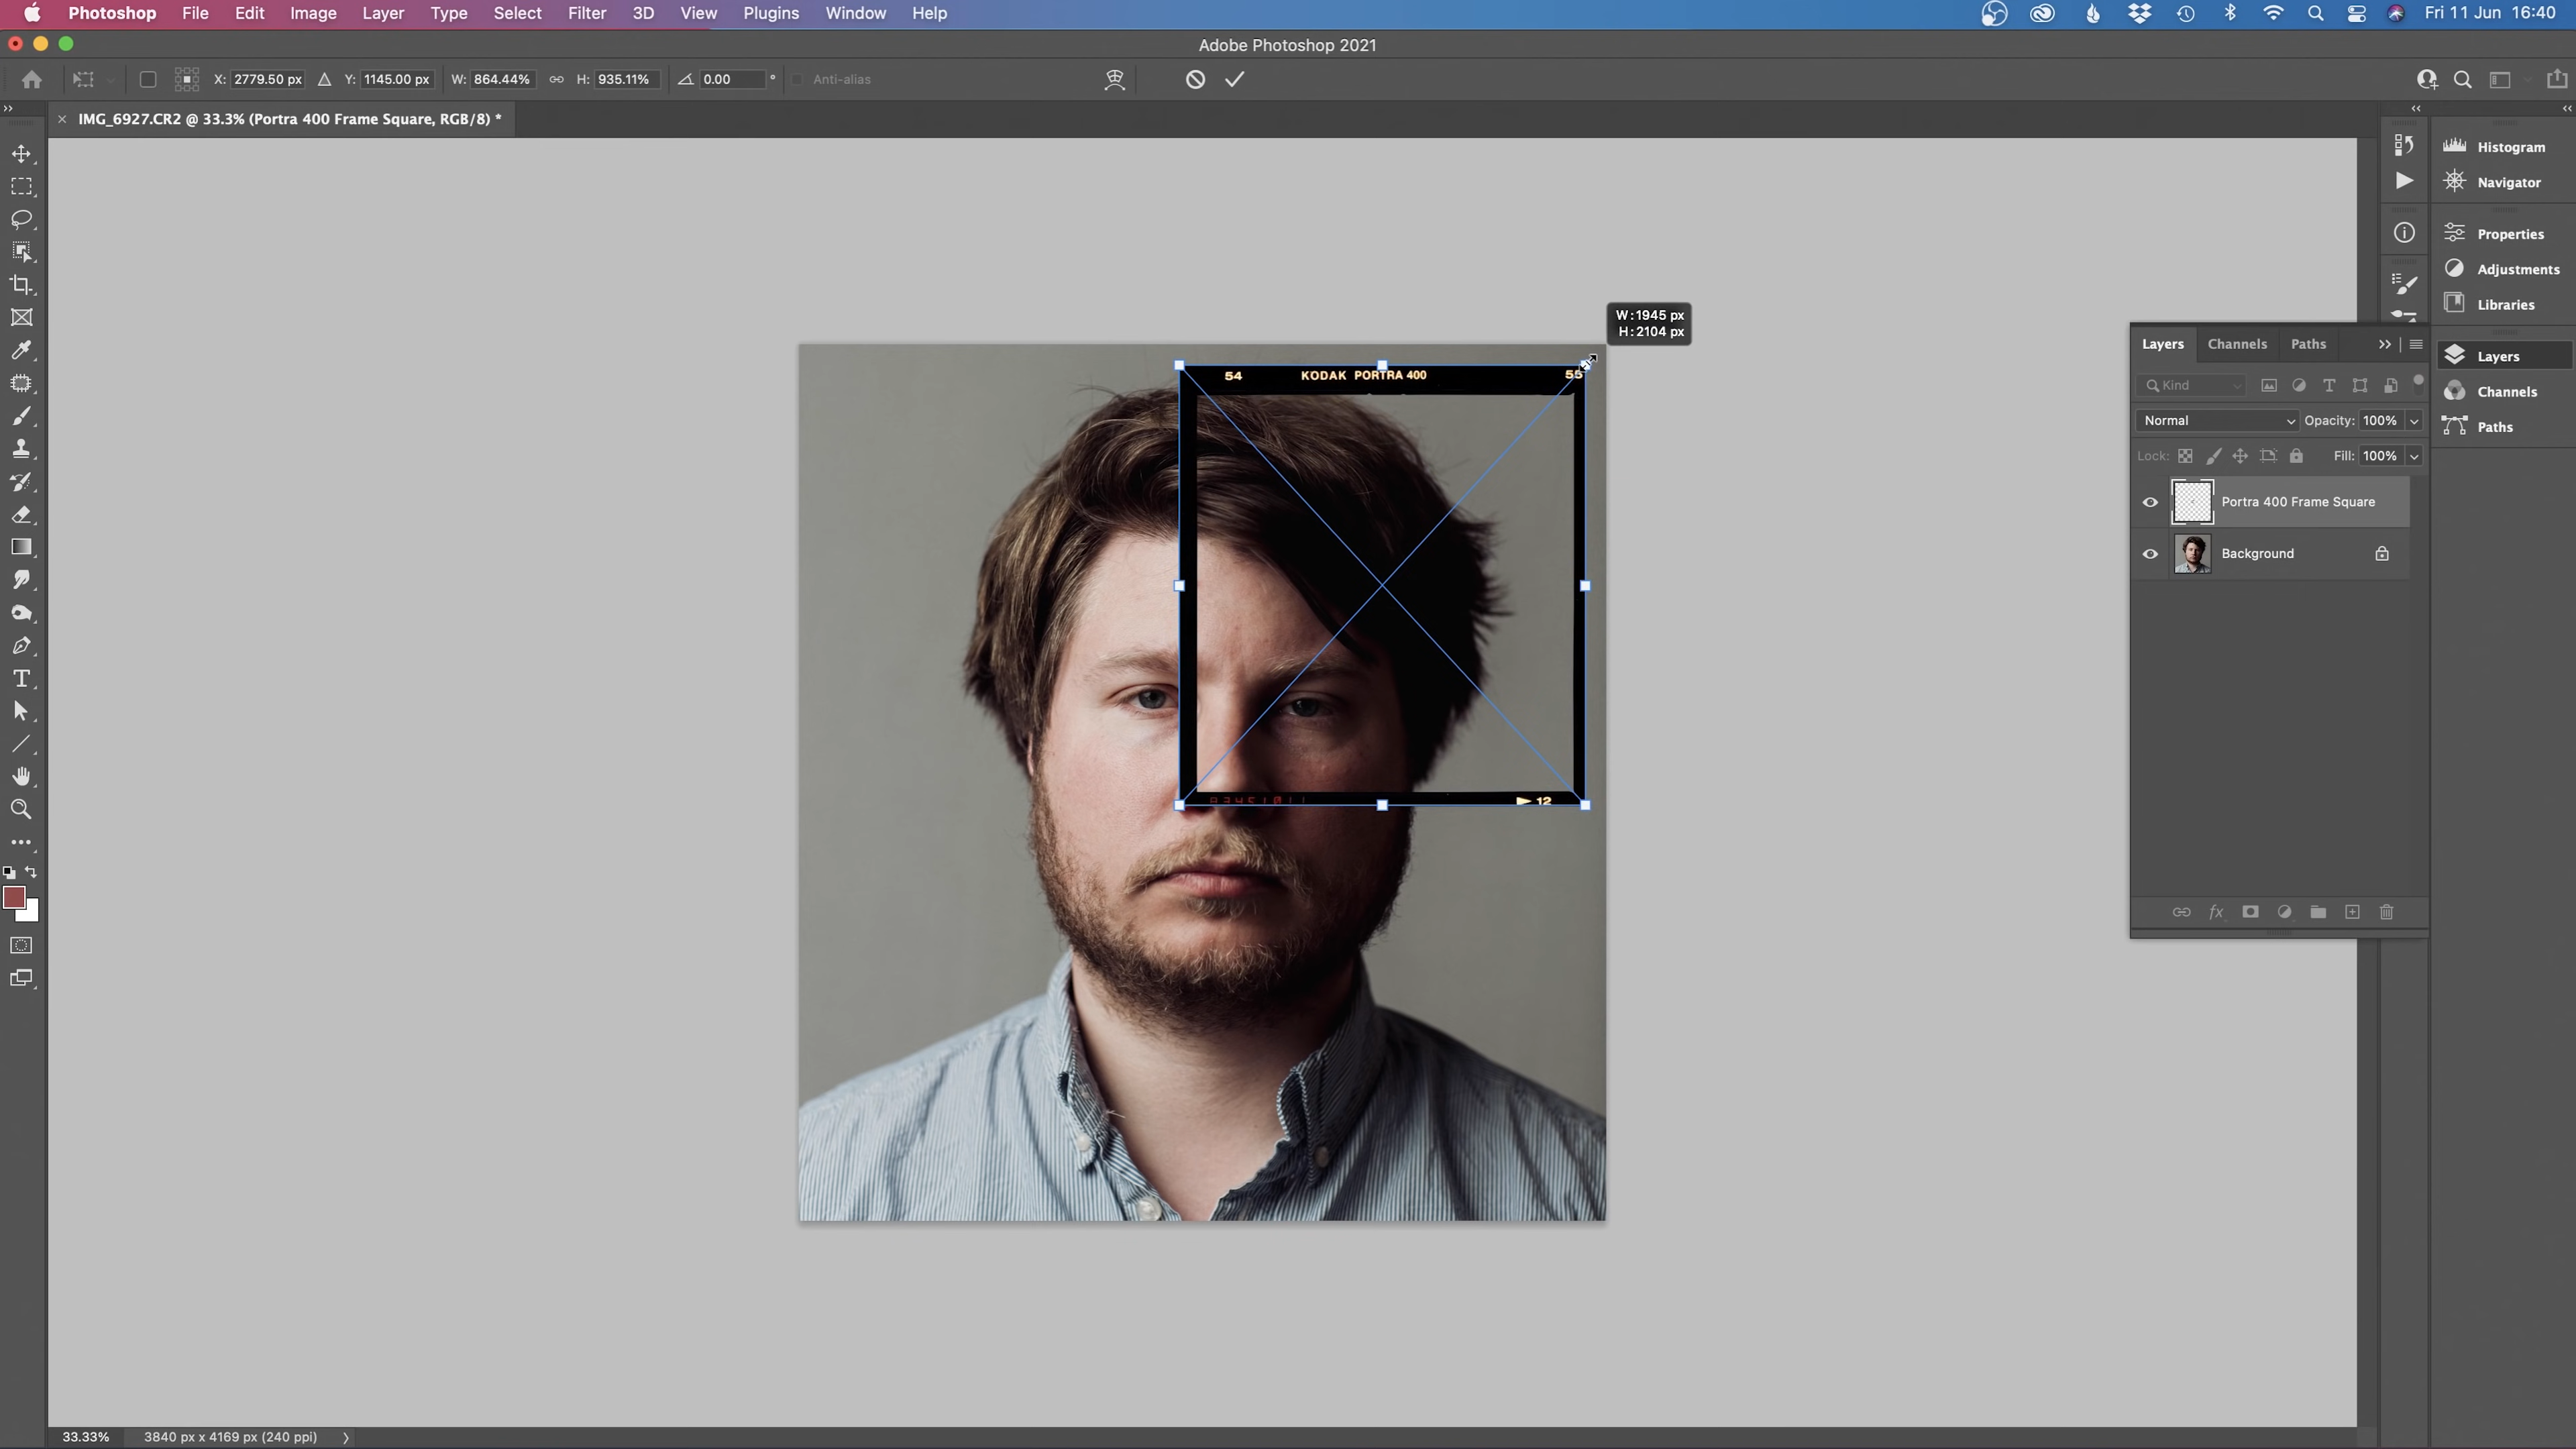 Photoshop File Edit Image Layer Type Select Filter 3D View Plugins Window Help Fri 11 Jun 16:40
Adobe Photoshop 2021
X: 2779.50 px Y: 1145.00 px W: 864.44% H: 935.11% 0.00 ° Anti-alias
× IMG_6927.CR2 @ 33.3% (Portra 400 Frame Square, RGB/8) *
Histogram
Navigator
Properties
Adjustments
Libraries
Layers
Channels
Paths
W: 1945 px
H: 2104 px
54 KODAK PORTRA 400 55
12
Layers Channels Paths
Kind
Normal Opacity: 100%
Lock: Fill: 100%
Portra 400 Frame Square
Background
33.33% 3840 px x 4169 px (240 ppi)